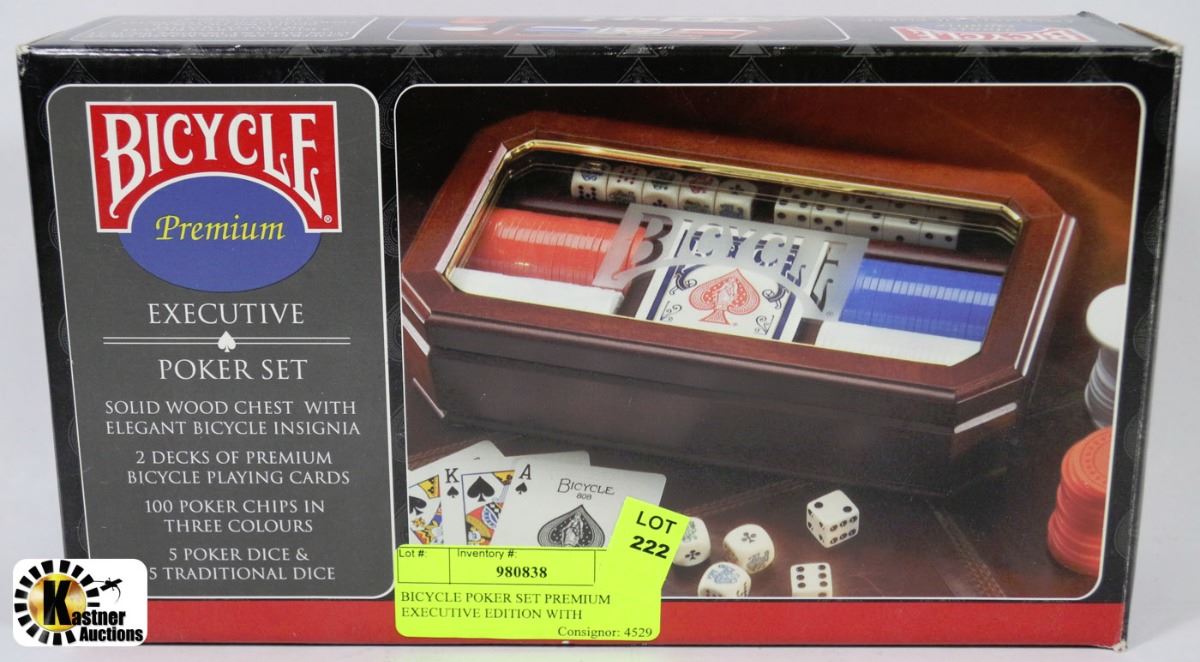 BICYCLE
BICYCLE
®
Premium
EXECUTIVE
POKER SET
SOLID WOOD CHEST WITH
ELEGANT BICYCLE INSIGNIA
2 DECKS OF PREMIUM
BICYCLE PLAYING CARDS
100 POKER CHIPS IN
THREE COLOURS
5 POKER DICE &
5 TRADITIONAL DICE
BICYCLE
K
A
BICYCLE
808
LOT
222
Lot #:
Inventory #:
980838
BICYCLE POKER SET PREMIUM
EXECUTIVE EDITION WITH
Consignor: 4529
Kastner
Auctions